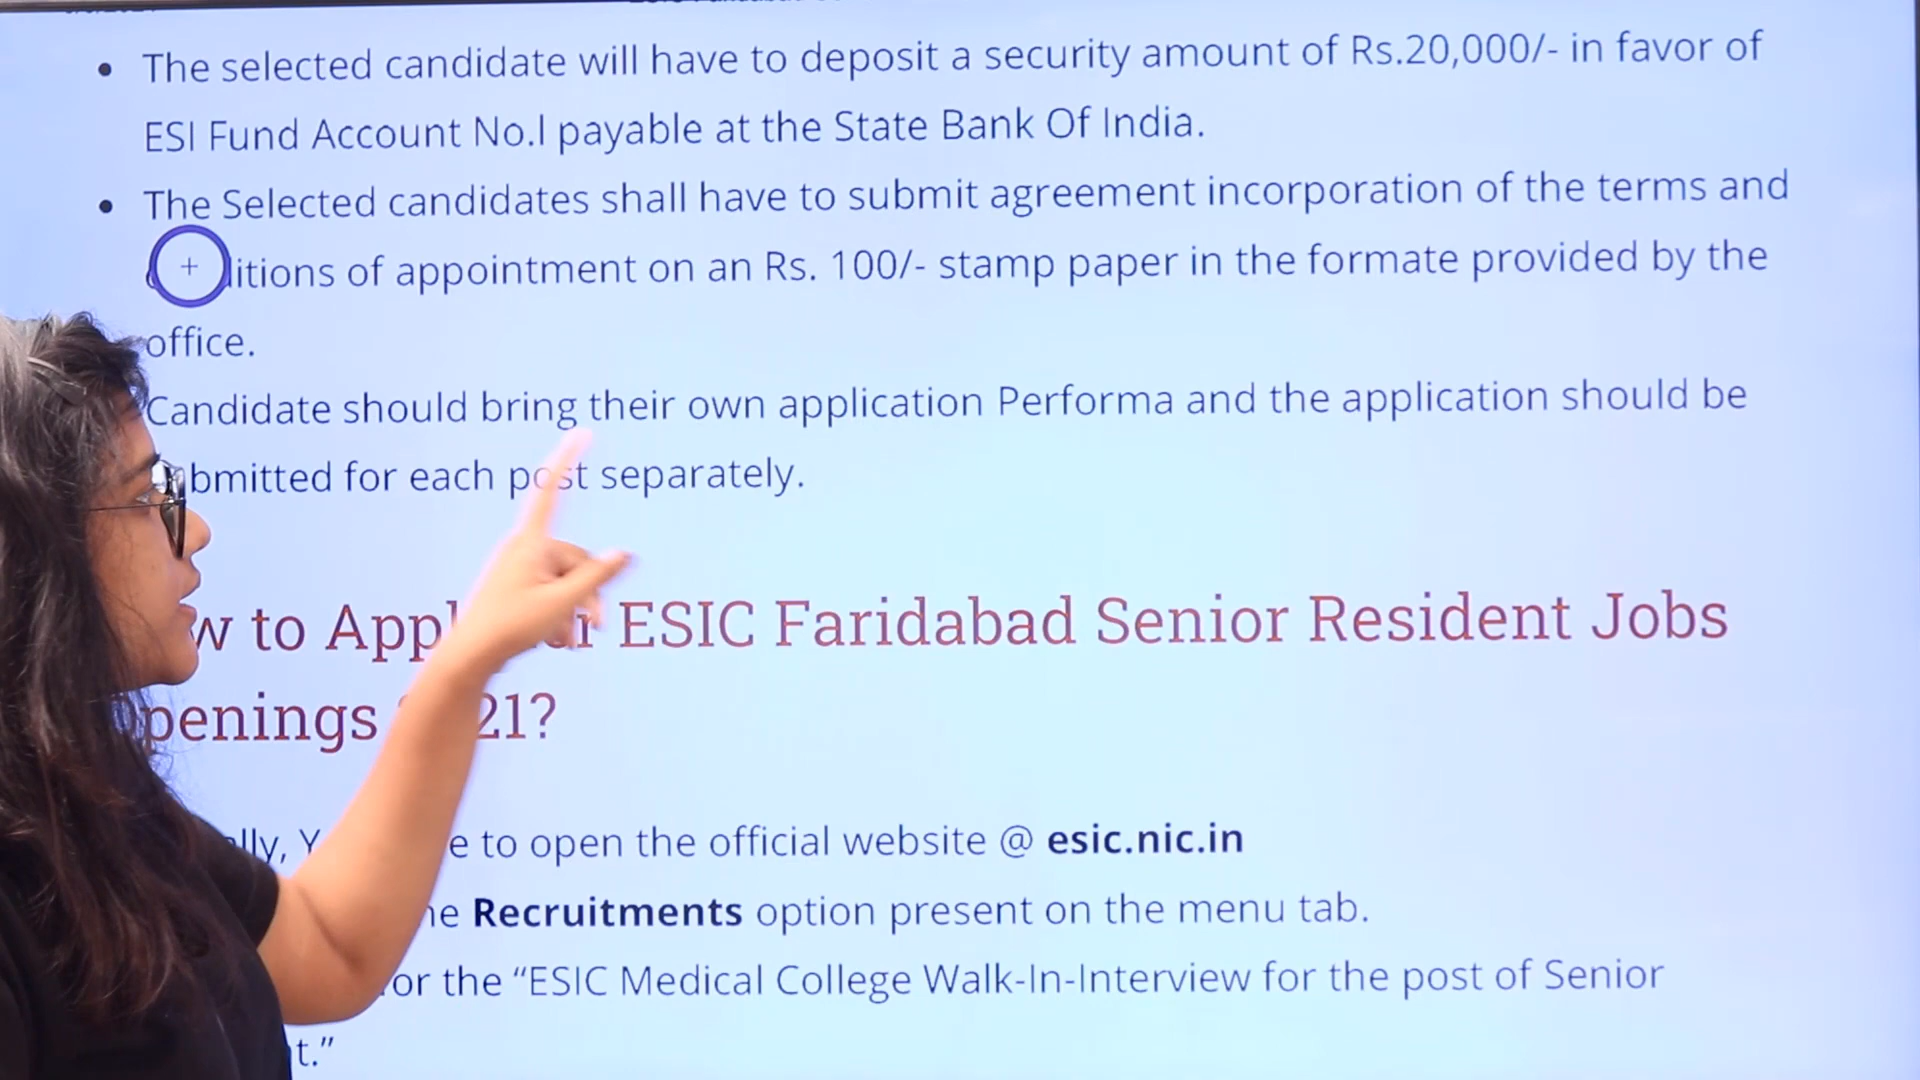 The selected candidate will have to deposit a security amount of Rs.20,000/- in favor of
ESI Fund Account No.I payable at the State Bank Of India.
The Selected candidates shall have to submit agreement incorporation of the terms and
itions of appointment on an Rs. 100/- stamp paper in the formate provided by the
office.
Candidate should bring their own application Performa and the application should be
bmitted for each post separately.
w to Appl r ESIC Faridabad Senior Resident Jobs
Openings 21?
lly, Y e to open the official website @ esic.nic.in
he Recruitments option present on the menu tab.
or the “ESIC Medical College Walk-In-Interview for the post of Senior
t.”